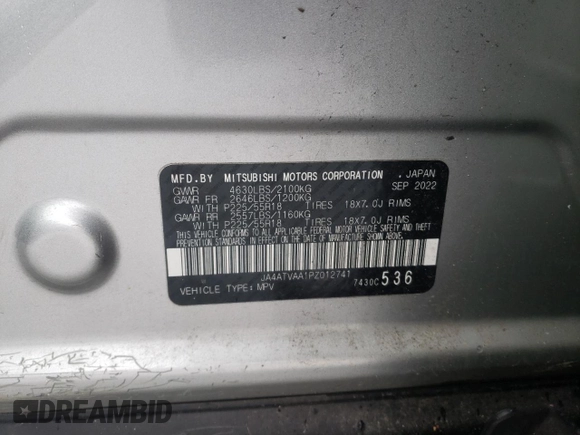 MFD.BY MITSUBISHI MOTORS CORPORATION . JAPAN
GVWR 4630LBS/2100KG SEP 2022
GAWR FR 2646LBS/1200KG
WITH P225/55R18 TIRES 18X7.0J RIMS
GAWR RR 2557LBS/1160KG
WITH P225/55R18 TIRES 18X7.0J RIMS
THIS VEHICLE CONFORMS TO ALL APPLICABLE FEDERAL MOTOR VEHICLE SAFETY AND THEFT PREVENTION STANDARDS IN EFFECT ON THE DATE OF MANUFACTURE SHOWN ABOVE.
JA4ATVAA1PZ012741
VEHICLE TYPE: MPV 7430C 536
DREAMBID